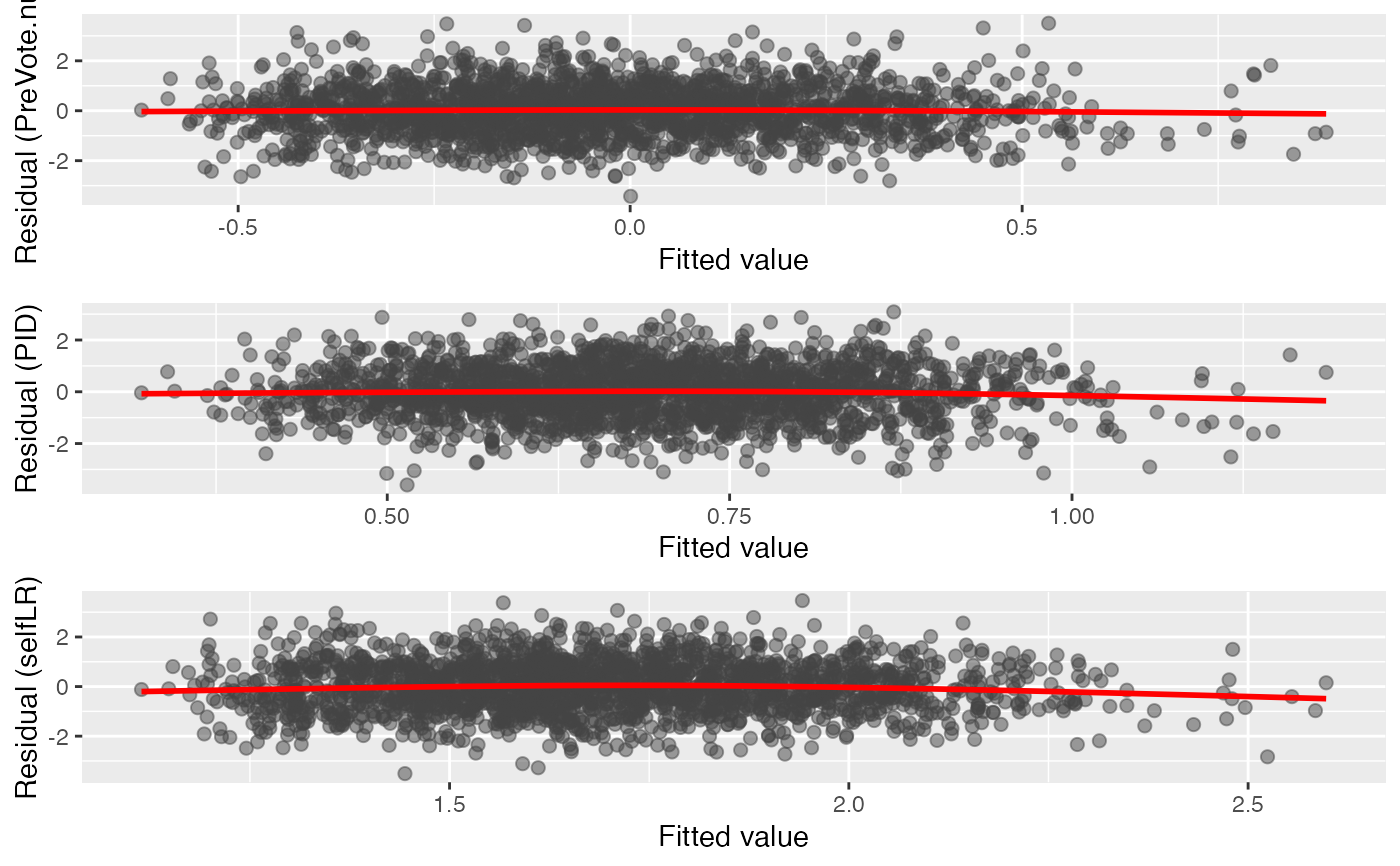 Residual (PreVote.nu
2
0
-2
-0.5 0.0 0.5
Fitted value
Residual (PID)
2
0
-2
0.50 0.75 1.00
Fitted value
Residual (selfLR)
2
0
-2
1.5 2.0 2.5
Fitted value